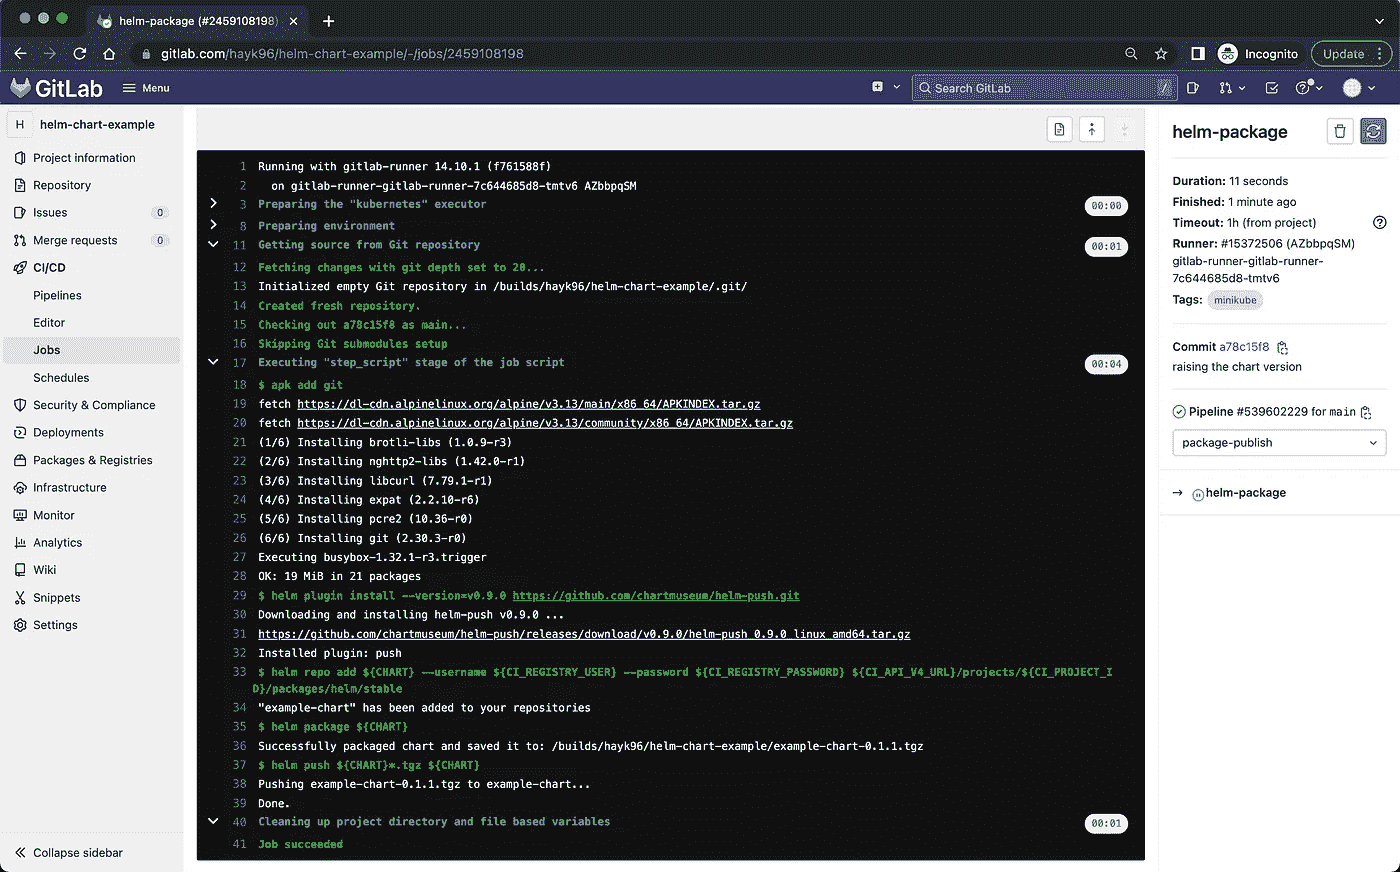 helm-package (#2459108198)
gitlab.com/hayk96/helm-chart-example/-/jobs/2459108198
Incognito
Update
GitLab
Menu
Search GitLab
/
H
helm-chart-example
Project information
Repository
Issues 0
Merge requests 0
CI/CD
Pipelines
Editor
Jobs
Schedules
Security & Compliance
Deployments
Packages & Registries
Infrastructure
Monitor
Analytics
Wiki
Snippets
Settings
Collapse sidebar
1 Running with gitlab-runner 14.10.1 (f761588f)
2 on gitlab-runner-gitlab-runner-7c644685d8-tmtv6 AZbbpqSM
3 Preparing the "kubernetes" executor 00:00
8 Preparing environment
11 Getting source from Git repository 00:01
12 Fetching changes with git depth set to 20...
13 Initialized empty Git repository in /builds/hayk96/helm-chart-example/.git/
14 Created fresh repository.
15 Checking out a78c15f8 as main...
16 Skipping Git submodules setup
17 Executing "step_script" stage of the job script 00:04
18 $ apk add git
19 fetch https://dl-cdn.alpinelinux.org/alpine/v3.13/main/x86_64/APKINDEX.tar.gz
20 fetch https://dl-cdn.alpinelinux.org/alpine/v3.13/community/x86_64/APKINDEX.tar.gz
21 (1/6) Installing brotli-libs (1.0.9-r3)
22 (2/6) Installing nghttp2-libs (1.42.0-r1)
23 (3/6) Installing libcurl (7.79.1-r1)
24 (4/6) Installing expat (2.2.10-r6)
25 (5/6) Installing pcre2 (10.36-r0)
26 (6/6) Installing git (2.30.3-r0)
27 Executing busybox-1.32.1-r3.trigger
28 OK: 19 MiB in 21 packages
29 $ helm plugin install --version=v0.9.0 https://github.com/chartmuseum/helm-push.git
30 Downloading and installing helm-push v0.9.0 ...
31 https://github.com/chartmuseum/helm-push/releases/download/v0.9.0/helm-push_0.9.0_linux_amd64.tar.gz
32 Installed plugin: push
33 $ helm repo add ${CHART} --username ${CI_REGISTRY_USER} --password ${CI_REGISTRY_PASSWORD} ${CI_API_V4_URL}/projects/${CI_PROJECT_I
D}/packages/helm/stable
34 "example-chart" has been added to your repositories
35 $ helm package ${CHART}
36 Successfully packaged chart and saved it to: /builds/hayk96/helm-chart-example/example-chart-0.1.1.tgz
37 $ helm push ${CHART}*.tgz ${CHART}
38 Pushing example-chart-0.1.1.tgz to example-chart...
39 Done.
40 Cleaning up project directory and file based variables 00:01
41 Job succeeded
helm-package
Duration: 11 seconds
Finished: 1 minute ago
Timeout: 1h (from project)
Runner: #15372506 (AZbbpqSM)
gitlab-runner-gitlab-runner-
7c644685d8-tmtv6
Tags: minikube
Commit a78c15f8
raising the chart version
Pipeline #539602229 for main
package-publish
helm-package